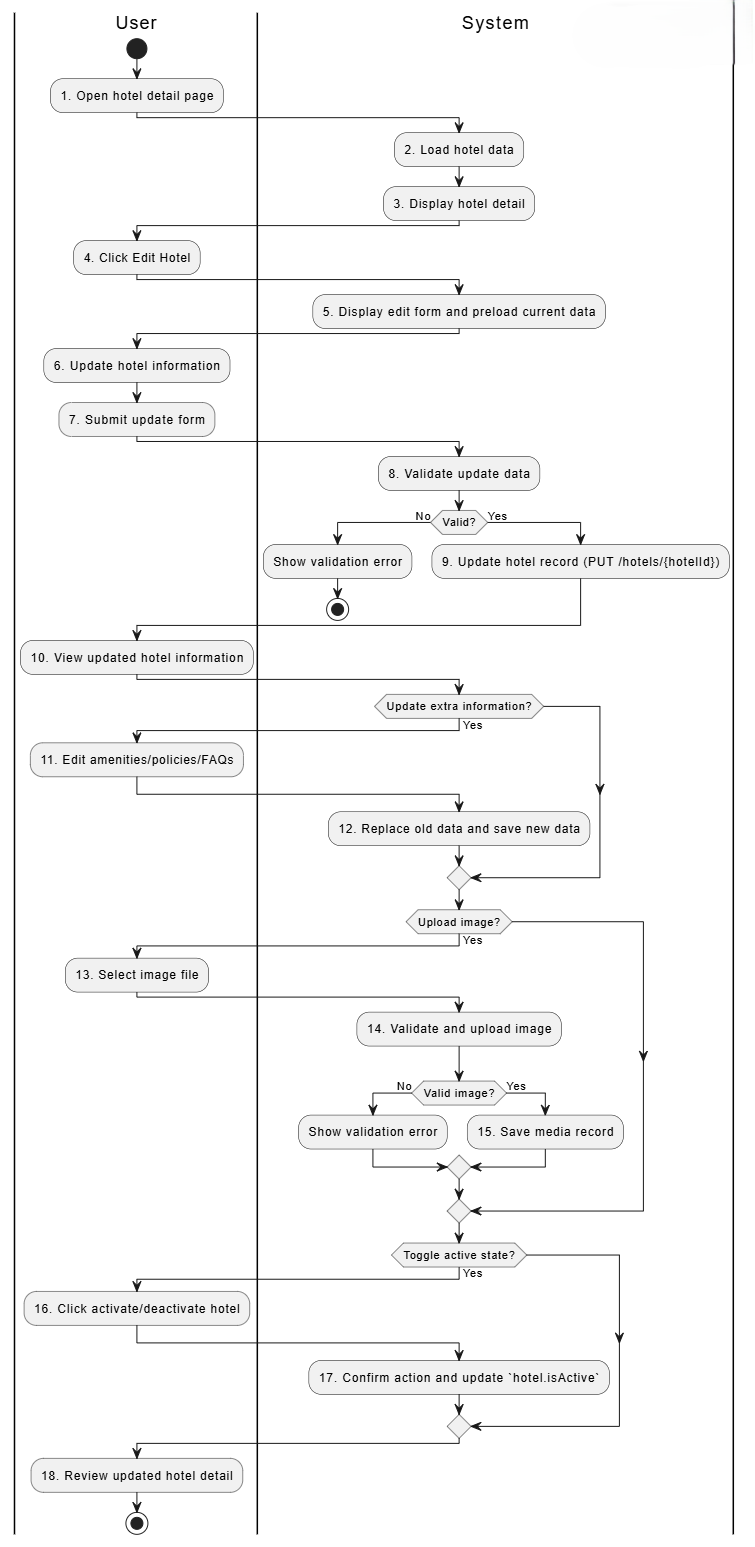 User
System
1. Open hotel detail page
2. Load hotel data
3. Display hotel detail
4. Click Edit Hotel
5. Display edit form and preload current data
6. Update hotel information
7. Submit update form
8. Validate update data
No
Valid?
Yes
Show validation error
9. Update hotel record (PUT /hotels/{hotelId})
10. View updated hotel information
Update extra information?
Yes
11. Edit amenities/policies/FAQs
12. Replace old data and save new data
Upload image?
Yes
13. Select image file
14. Validate and upload image
No
Valid image?
Yes
Show validation error
15. Save media record
Toggle active state?
Yes
16. Click activate/deactivate hotel
17. Confirm action and update `hotel.isActive`
18. Review updated hotel detail